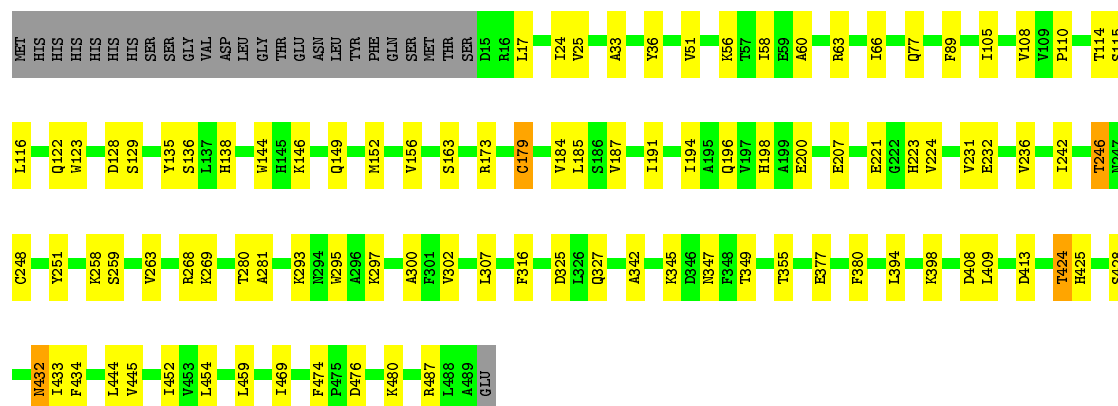 MET HIS HIS HIS HIS HIS HIS SER SER GLY VAL ASP LEU GLY THR GLU ASN LEU TYR PHE GLN SER MET THR SER D15 R16 L17 I24 V25 A33 Y36 V51 K56 T57 I58 E59 A60 R63 I66 Q77 F89 I105 V108 V109 P110 T114 S115
L116 Q122 W123 D128 S129 Y135 S136 L137 H138 W144 H145 K146 Q149 M152 V156 S163 R173 C179 V184 L185 S186 V187 I191 I194 A195 Q196 V197 H198 A199 E200 E207 E221 G222 H223 V224 V231 E232 V236 I242 T246 N247
C248 Y251 K258 S259 V263 R268 K269 T280 A281 K293 N294 W295 A296 K297 A300 F301 V302 L307 F316 D325 L326 Q327 A342 K345 D346 N347 F348 T349 T355 E377 F380 L394 K398 D408 L409 D413 T424 H425 S428
N432 I433 F434 L444 V445 I452 V453 L454 L459 I469 F474 P475 D476 K480 R487 L488 A489 GLU